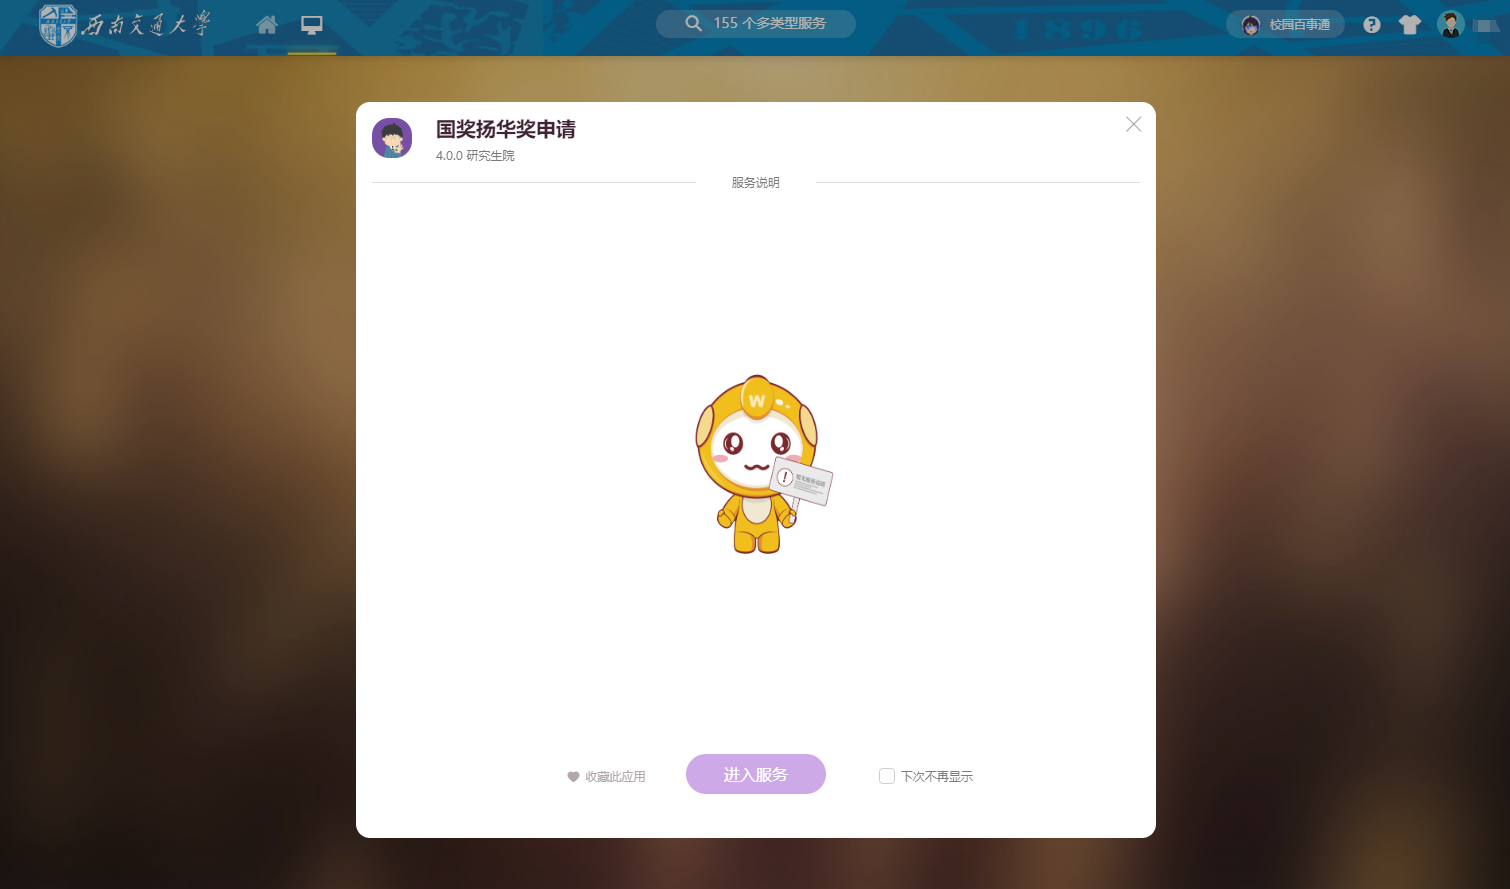 西南交通大學
155 个多类型服务
1896
校园百事通
国奖扬华奖申请
4.0.0 研究生院
服务说明
W
!
收藏此应用
进入服务
下次不再显示